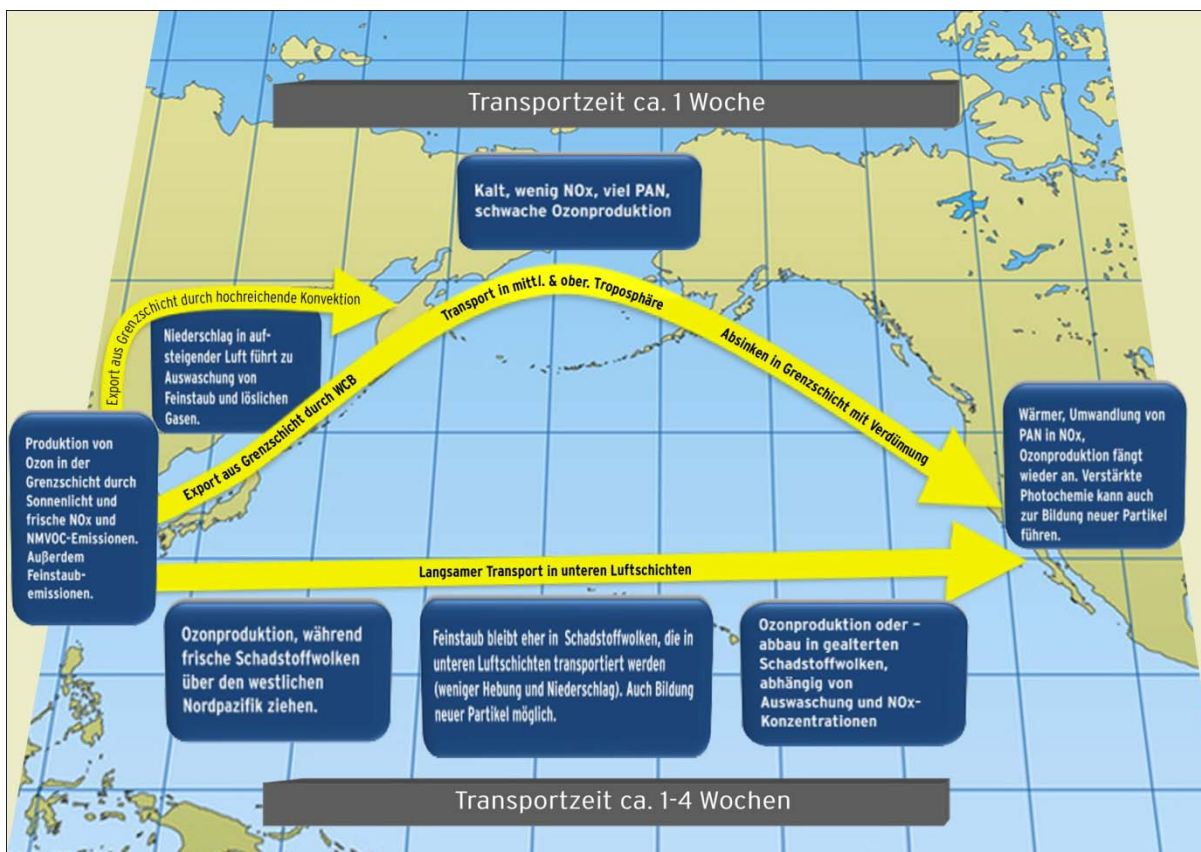 Transportzeit ca. 1 Woche
Kalt, wenig NOx, viel PAN,
schwache Ozonproduktion
Export aus Grenzschicht durch hochreichende Konvektion
Transport in mittl. & ober. Troposphäre
Absinken in Grenzschicht mit Verdünnung
Niederschlag in auf-
steigender Luft führt zu
Auswaschung von
Feinstaub und löslichen
Gasen.
Export aus Grenzschicht durch WCB
Produktion von
Ozon in der
Grenzschicht durch
Sonnenlicht und
frische NOx und
NMVOC-Emissionen.
Außerdem
Feinstaub-
emissionen.
Wärmer, Umwandlung von
PAN in NOx,
Ozonproduktion fängt
wieder an. Verstärkte
Photochemie kann auch
zur Bildung neuer Partikel
führen.
Langsamer Transport in unteren Luftschichten
Ozonproduktion, während
frische Schadstoffwolken
über den westlichen
Nordpazifik ziehen.
Feinstaub bleibt eher in Schadstoffwolken, die in
unteren Luftschichten transportiert werden
(weniger Hebung und Niederschlag). Auch Bildung
neuer Partikel möglich.
Ozonproduktion oder –
abbau in gealterten
Schadstoffwolken,
abhängig von
Auswaschung und NOx-
Konzentrationen
Transportzeit ca. 1-4 Wochen